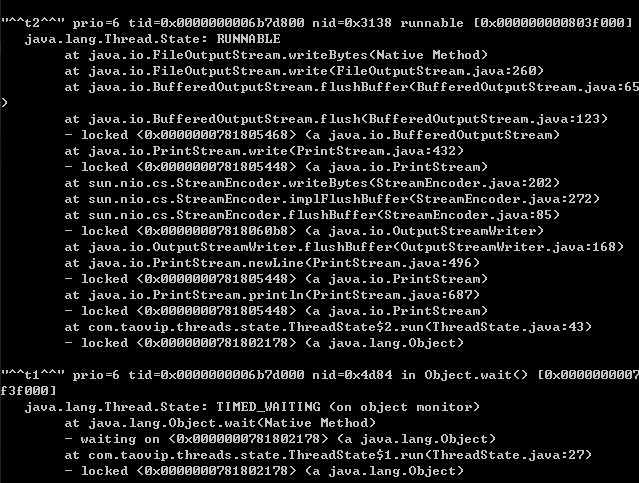 "^^t2^^" prio=6 tid=0x0000000006b7d800 nid=0x3138 runnable [0x000000000803f000]
   java.lang.Thread.State: RUNNABLE
        at java.io.FileOutputStream.writeBytes(Native Method)
        at java.io.FileOutputStream.write(FileOutputStream.java:260)
        at java.io.BufferedOutputStream.flushBuffer(BufferedOutputStream.java:65
)
        at java.io.BufferedOutputStream.flush(BufferedOutputStream.java:123)
        - locked <0x0000000781805468> (a java.io.BufferedOutputStream)
        at java.io.PrintStream.write(PrintStream.java:432)
        - locked <0x0000000781805448> (a java.io.PrintStream)
        at sun.nio.cs.StreamEncoder.writeBytes(StreamEncoder.java:202)
        at sun.nio.cs.StreamEncoder.implFlushBuffer(StreamEncoder.java:272)
        at sun.nio.cs.StreamEncoder.flushBuffer(StreamEncoder.java:85)
        - locked <0x00000007818060b8> (a java.io.OutputStreamWriter)
        at java.io.OutputStreamWriter.flushBuffer(OutputStreamWriter.java:168)
        at java.io.PrintStream.newLine(PrintStream.java:496)
        - locked <0x0000000781805448> (a java.io.PrintStream)
        at java.io.PrintStream.println(PrintStream.java:687)
        - locked <0x0000000781805448> (a java.io.PrintStream)
        at com.taovip.threads.state.ThreadState$2.run(ThreadState.java:43)
        - locked <0x0000000781802178> (a java.lang.Object)
"^^t1^^" prio=6 tid=0x0000000006b7d000 nid=0x4d84 in Object.wait() [0x0000000007
f3f000]
   java.lang.Thread.State: TIMED_WAITING (on object monitor)
        at java.lang.Object.wait(Native Method)
        - waiting on <0x0000000781802178> (a java.lang.Object)
        at com.taovip.threads.state.ThreadState$1.run(ThreadState.java:27)
        - locked <0x0000000781802178> (a java.lang.Object)